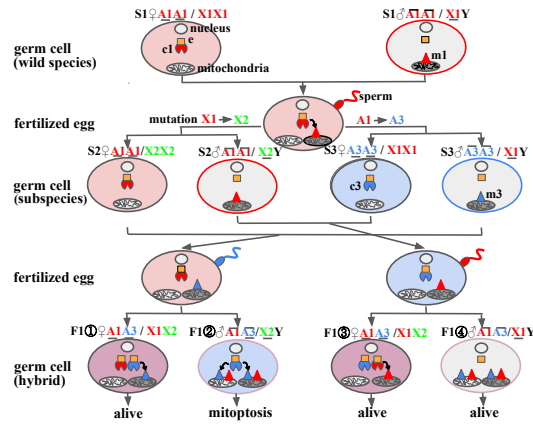 S1♀A1A1 / X1X1
S1♂A1A1/ X1Y
nucleus
e
germ cell
(wild species)
c1
m1
mitochondria
sperm
mutation X1 → X2
A1 → A3
fertilized egg
S2♀A1A1/X2X2
S2♂A1A1/ X2Y
S3♀A3A3 / X1X1
S3♂A3A3/ X1Y
germ cell
(subspecies)
c3
m3
fertilized egg
F1①♀A1A3 / X1X2
F1②♂A1A3/X2Y
F1③♀A1A3 /X1X2
F1④♂A1A3/X1Y
germ cell
(hybrid)
alive
mitoptosis
alive
alive